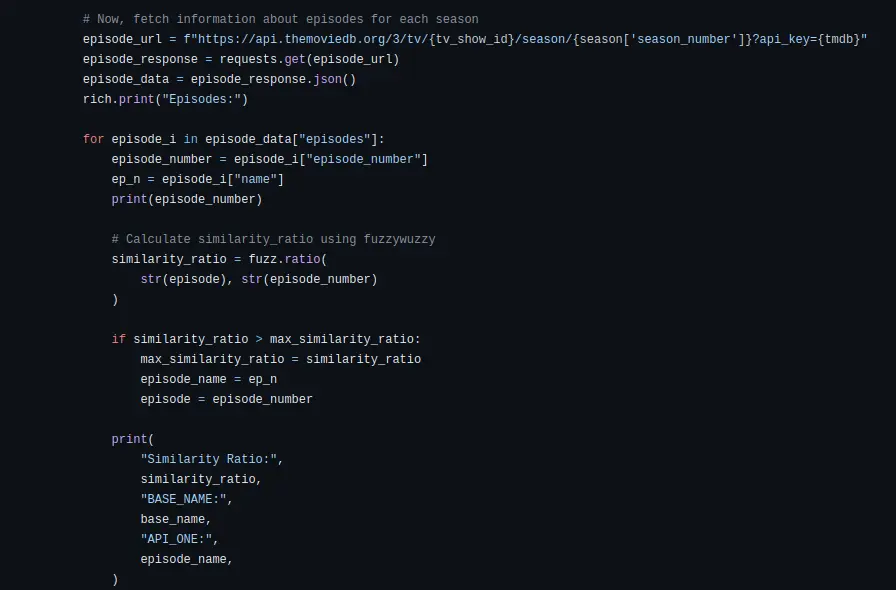 # Now, fetch information about episodes for each season
episode_url = f"https://api.themoviedb.org/3/tv/{tv_show_id}/season/{season['season_number']}?api_key={tmdb}"
episode_response = requests.get(episode_url)
episode_data = episode_response.json()
rich.print("Episodes:")
for episode_i in episode_data["episodes"]:
episode_number = episode_i["episode_number"]
ep_n = episode_i["name"]
print(episode_number)
# Calculate similarity_ratio using fuzzywuzzy
similarity_ratio = fuzz.ratio(
str(episode), str(episode_number)
)
if similarity_ratio > max_similarity_ratio:
max_similarity_ratio = similarity_ratio
episode_name = ep_n
episode = episode_number
print(
"Similarity Ratio:",
similarity_ratio,
"BASE_NAME:",
base_name,
"API_ONE:",
episode_name,
)